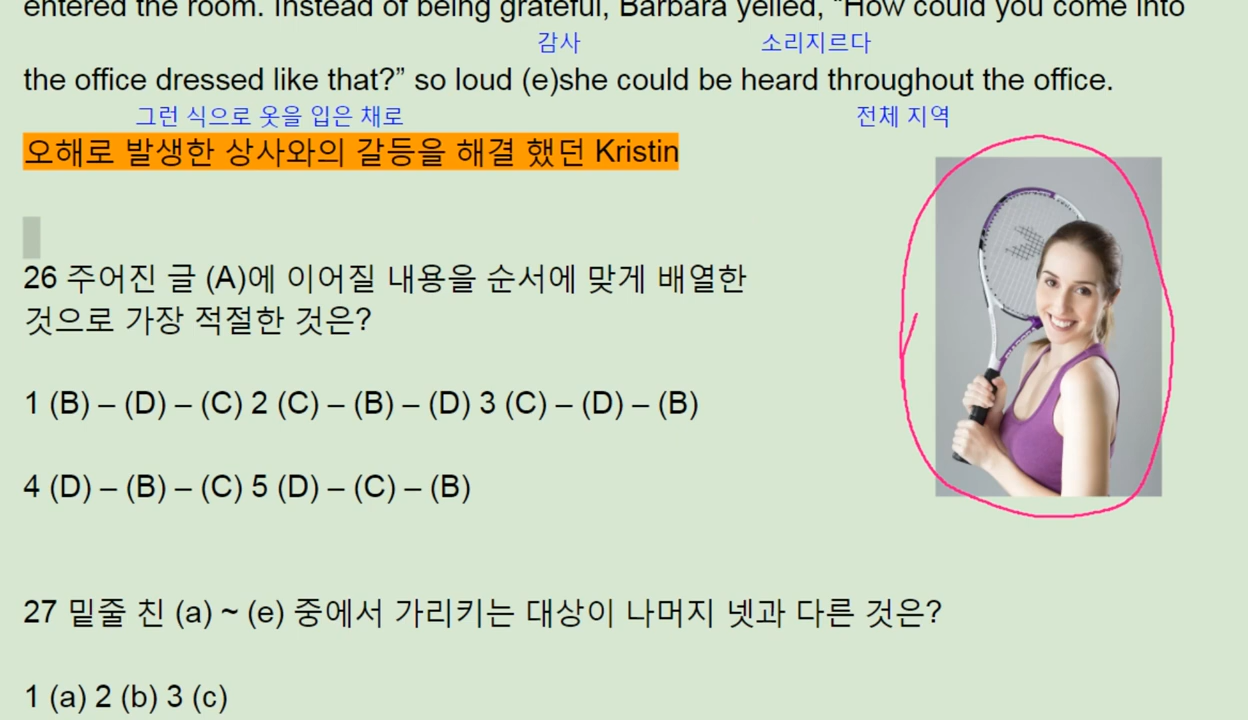 entered the room. Instead of being grateful, Barbara yelled, “How could you come into
감사 소리지르다
the office dressed like that?” so loud (e)she could be heard throughout the office.
그런 식으로 옷을 입은 채로 전체 지역
오해로 발생한 상사와의 갈등을 해결 했던 Kristin
26 주어진 글 (A)에 이어질 내용을 순서에 맞게 배열한
것으로 가장 적절한 것은?
1 (B) – (D) – (C) 2 (C) – (B) – (D) 3 (C) – (D) – (B)
4 (D) – (B) – (C) 5 (D) – (C) – (B)
27 밑줄 친 (a) ~ (e) 중에서 가리키는 대상이 나머지 넷과 다른 것은?
1 (a) 2 (b) 3 (c)